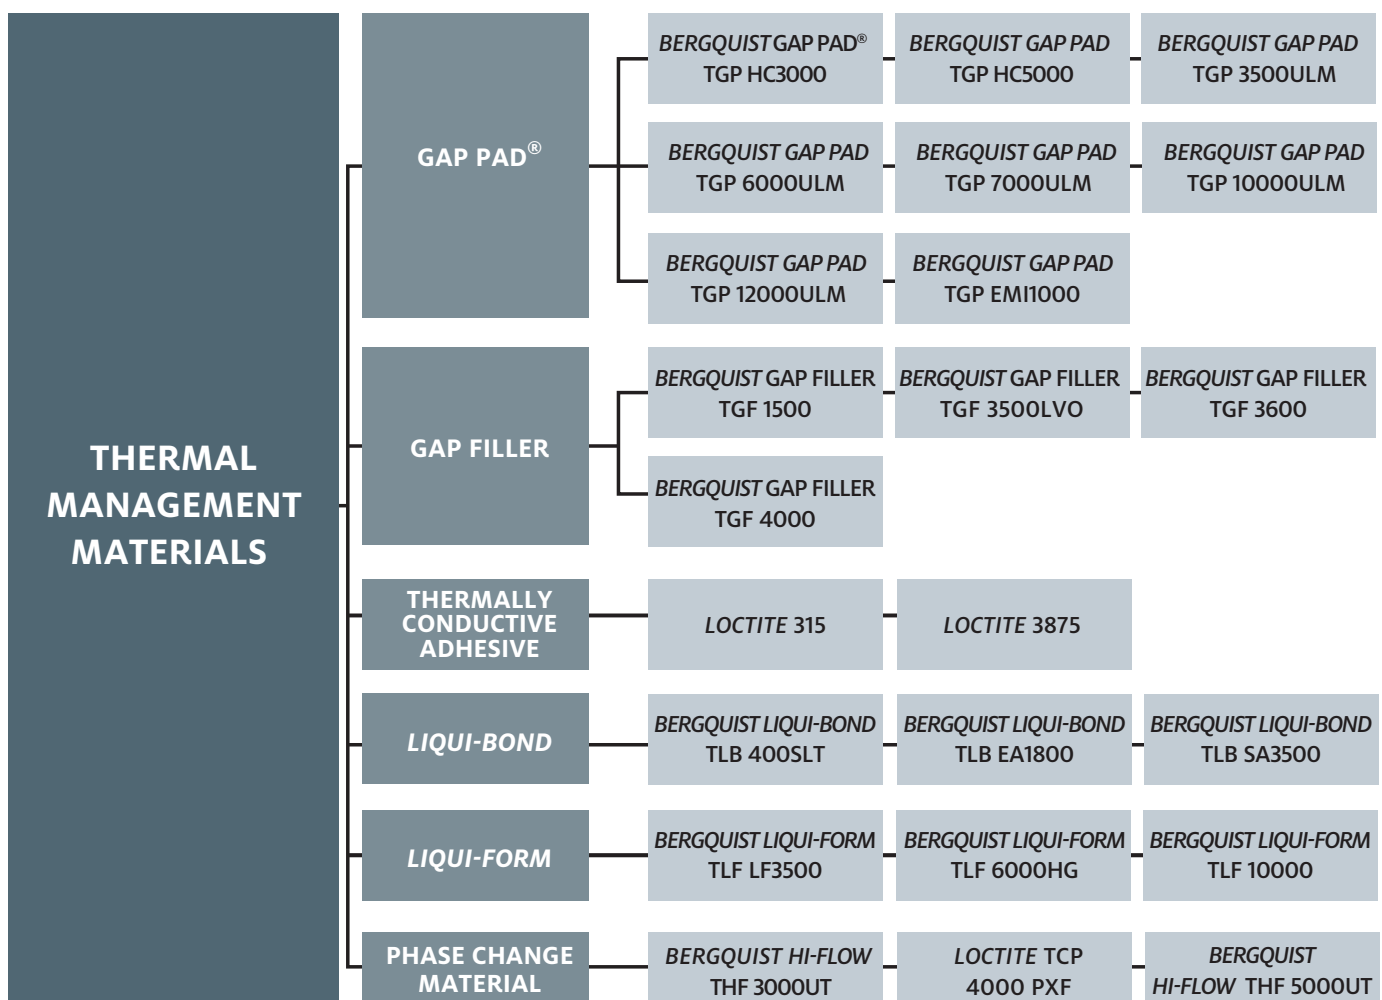 THERMAL
MANAGEMENT
MATERIALS
GAP PAD®
BERGQUIST GAP PAD®
TGP HC3000
BERGQUIST GAP PAD
TGP HC5000
BERGQUIST GAP PAD
TGP 3500ULM
BERGQUIST GAP PAD
TGP 6000ULM
BERGQUIST GAP PAD
TGP 7000ULM
BERGQUIST GAP PAD
TGP 10000ULM
BERGQUIST GAP PAD
TGP 12000ULM
BERGQUIST GAP PAD
TGP EMI1000
GAP FILLER
BERGQUIST GAP FILLER
TGF 1500
BERGQUIST GAP FILLER
TGF 3500LVO
BERGQUIST GAP FILLER
TGF 3600
BERGQUIST GAP FILLER
TGF 4000
THERMALLY
CONDUCTIVE
ADHESIVE
LOCTITE 315
LOCTITE 3875
LIQUI-BOND
BERGQUIST LIQUI-BOND
TLB 400SLT
BERGQUIST LIQUI-BOND
TLB EA1800
BERGQUIST LIQUI-BOND
TLB SA3500
LIQUI-FORM
BERGQUIST LIQUI-FORM
TLF LF3500
BERGQUIST LIQUI-FORM
TLF 6000HG
BERGQUIST LIQUI-FORM
TLF 10000
PHASE CHANGE
MATERIAL
BERGQUIST HI-FLOW
THF 3000UT
LOCTITE TCP
4000 PXF
BERGQUIST
HI-FLOW THF 5000UT